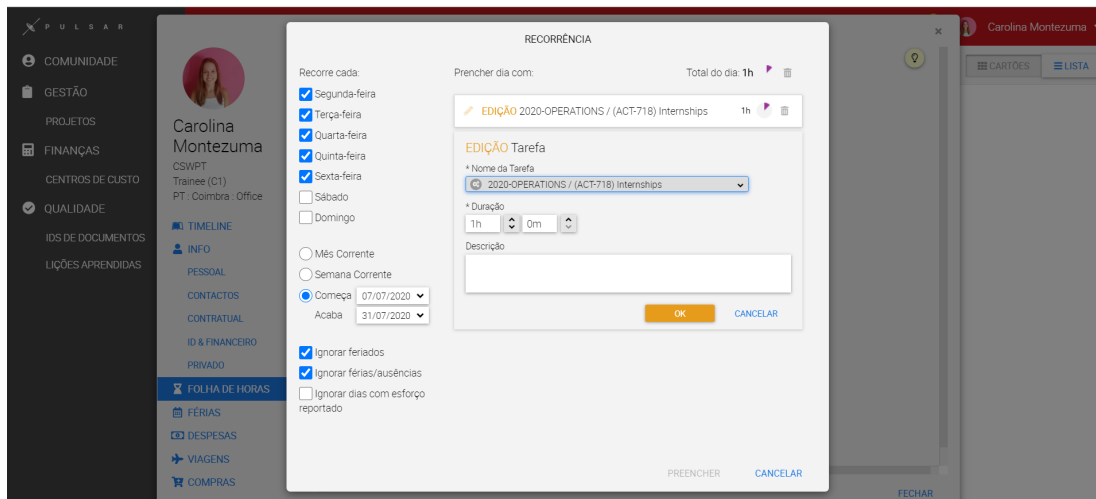 PULSAR
COMUNIDADE
GESTÃO
PROJETOS
FINANÇAS
CENTROS DE CUSTO
QUALIDADE
IDS DE DOCUMENTOS
LIÇÕES APRENDIDAS
Carolina
Montezuma
CSWPT
Trainee (C1)
PT : Coimbra : Office
TIMELINE
INFO
PESSOAL
CONTACTOS
CONTRATUAL
ID & FINANCEIRO
PRIVADO
FOLHA DE HORAS
FÉRIAS
DESPESAS
VIAGENS
COMPRAS
RECORRÊNCIA
Recorre cada:
Segunda-feira
Terça-feira
Quarta-feira
Quinta-feira
Sexta-feira
Sábado
Domingo
Mês Corrente
Semana Corrente
Começa 07/07/2020
Acaba 31/07/2020
Ignorar feriados
Ignorar férias/ausências
Ignorar dias com esforço
reportado
Prencher dia com: Total do dia: 1h
EDIÇÃO 2020-OPERATIONS / (ACT-718) Internships 1h
EDIÇÃO Tarefa
* Nome da Tarefa
2020-OPERATIONS / (ACT-718) Internships
* Duração
1h 0m
Descrição
OK CANCELAR
PREENCHER CANCELAR
×
FECHAR
Carolina Montezuma
CARTÕES LISTA